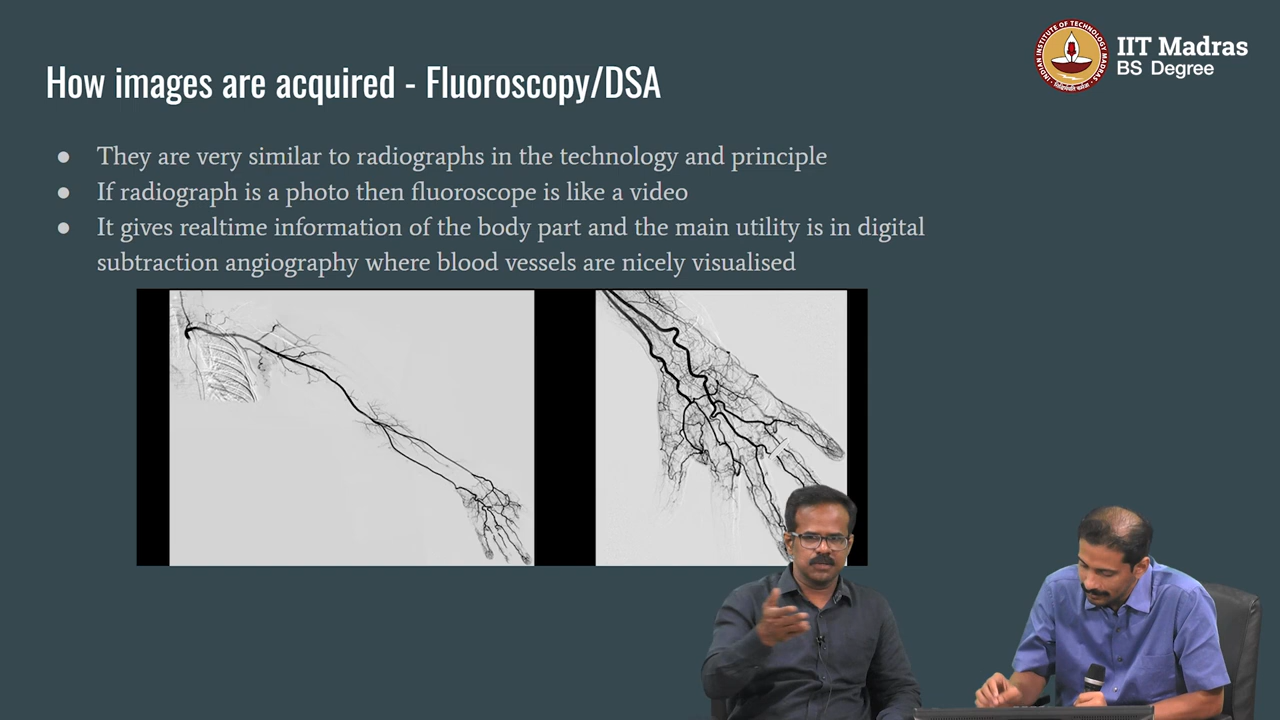 IIT Madras
BS Degree
How images are acquired - Fluoroscopy/DSA
● They are very similar to radiographs in the technology and principle
● If radiograph is a photo then fluoroscope is like a video
● It gives realtime information of the body part and the main utility is in digital
subtraction angiography where blood vessels are nicely visualised